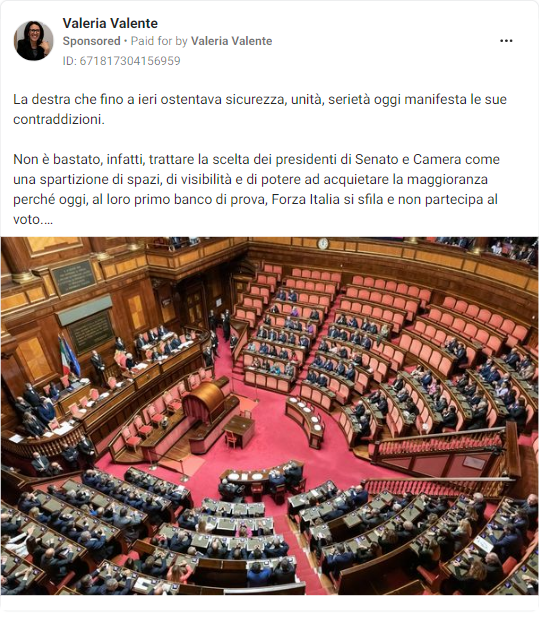 Valeria Valente
Sponsored • Paid for by Valeria Valente
ID: 671817304156959
La destra che fino a ieri ostentava sicurezza, unità, serietà oggi manifesta le sue
contraddizioni.
Non è bastato, infatti, trattare la scelta dei presidenti di Senato e Camera come
una spartizione di spazi, di visibilità e di potere ad acquietare la maggioranza
perché oggi, al loro primo banco di prova, Forza Italia si sfila e non partecipa al
voto....